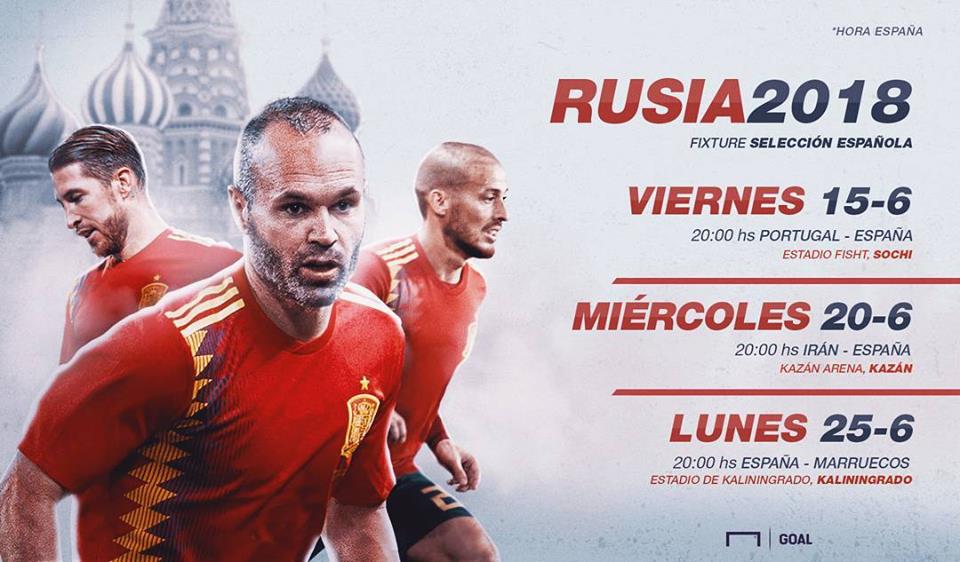 *HORA ESPAÑA
RUSIA2018
FIXTURE SELECCIÓN ESPAÑOLA
VIERNES 15-6
20:00 hs PORTUGAL - ESPAÑA
ESTADIO FISHT, SOCHI
MIÉRCOLES 20-6
20:00 hs IRÁN - ESPAÑA
KAZÁN ARENA, KAZÁN
LUNES 25-6
20:00 hs ESPAÑA - MARRUECOS
ESTADIO DE KALININGRADO, KALININGRADO
GOAL